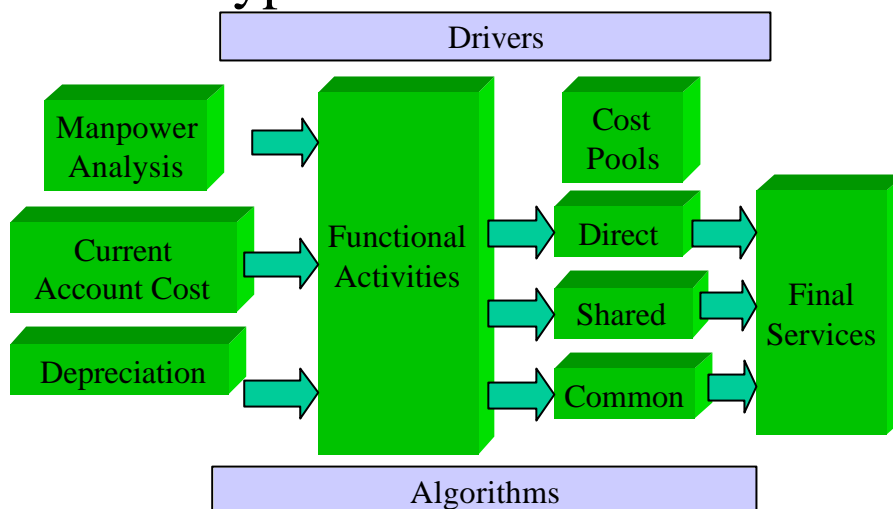 Drivers
Manpower
Analysis
Current
Account Cost
Depreciation
Functional
Activities
Cost
Pools
Direct
Shared
Common
Final
Services
Algorithms